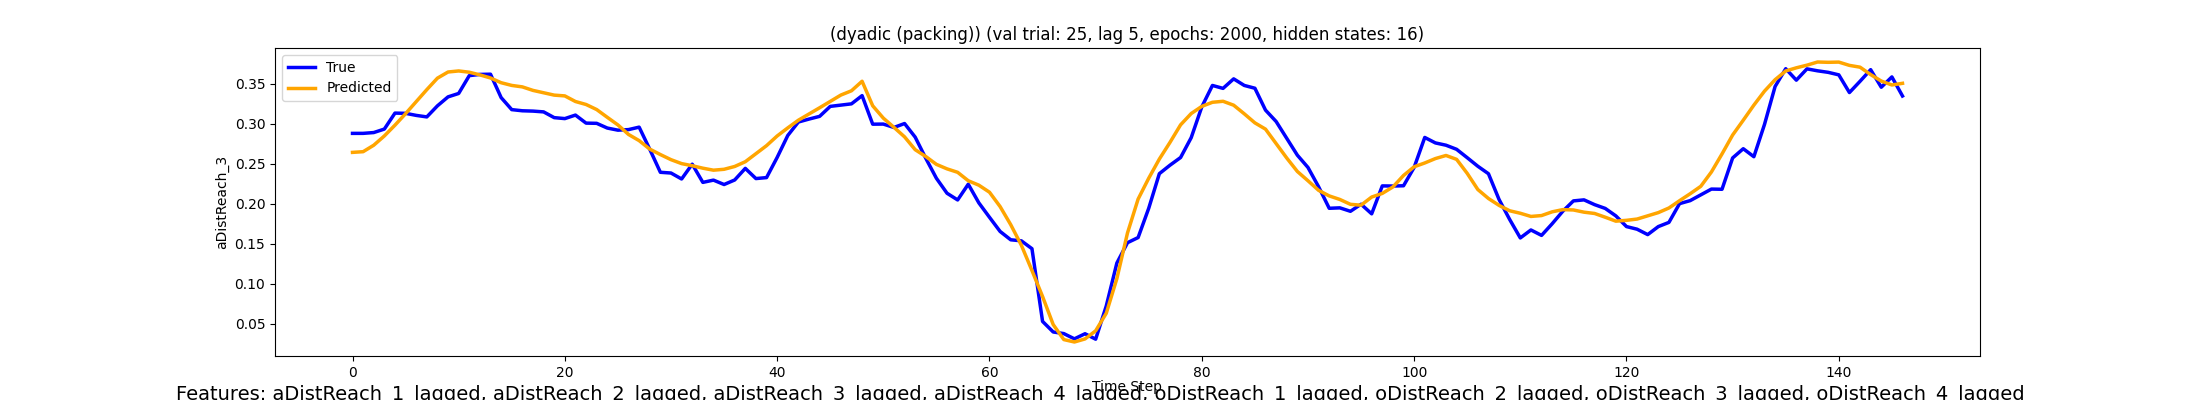 (dyadic (packing)) (val trial: 25, lag 5, epochs: 2000, hidden states: 16)
True
Predicted
aDistReach_3
0.35
0.30
0.25
0.20
0.15
0.10
0.05
0 20 40 60 80 100 120 140
Time Step
Features: aDistReach_1_lagged, aDistReach_2_lagged, aDistReach_3_lagged, aDistReach_4_lagged, oDistReach_1_lagged, oDistReach_2_lagged, oDistReach_3_lagged, oDistReach_4_lagged